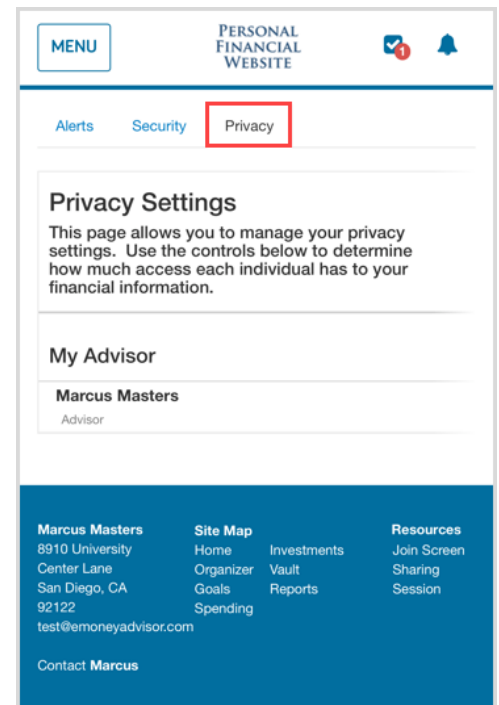 MENU
PERSONAL
FINANCIAL
WEBSITE
1
Alerts Security Privacy
Privacy Settings
This page allows you to manage your privacy
settings. Use the controls below to determine
how much access each individual has to your
financial information.
My Advisor
Marcus Masters
Advisor
Marcus Masters
8910 University
Center Lane
San Diego, CA
92122
test@emoneyadvisor.com
Contact Marcus
Site Map
Home Investments
Organizer Vault
Goals Reports
Spending
Resources
Join Screen
Sharing
Session